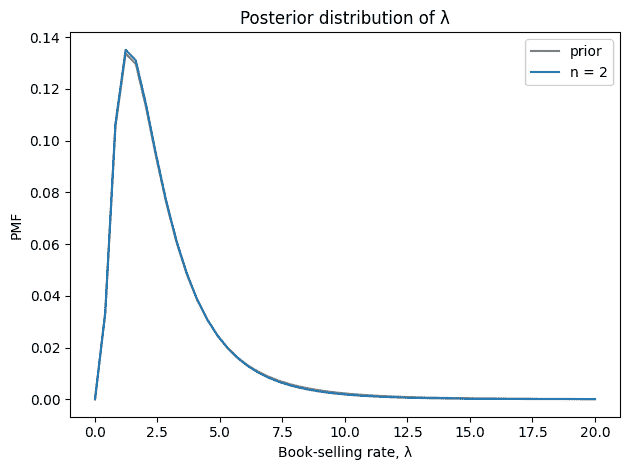 Posterior distribution of λ
prior
n = 2
PMF
0.14
0.12
0.10
0.08
0.06
0.04
0.02
0.00
0.0 2.5 5.0 7.5 10.0 12.5 15.0 17.5 20.0
Book-selling rate, λ